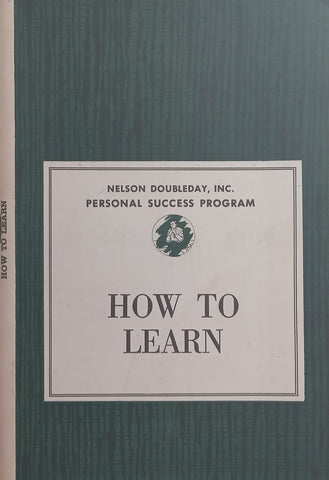 HOW TO LEARN
NELSON DOUBLEDAY, INC.
PERSONAL SUCCESS PROGRAM
HOW TO
LEARN